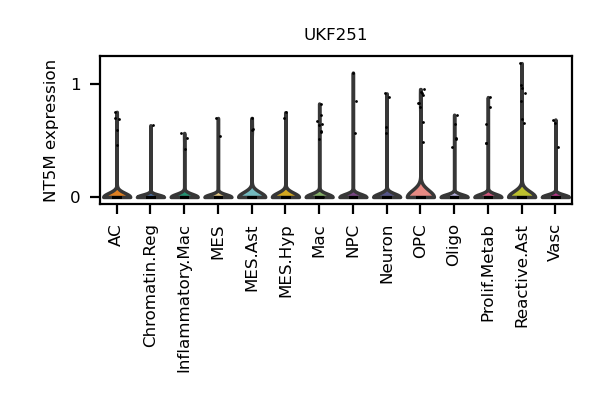 UKF251
NT5M expression
1
0
AC
Chromatin.Reg
Inflammatory.Mac
MES
MES.Ast
MES.Hyp
Mac
NPC
Neuron
OPC
Oligo
Prolif.Metab
Reactive.Ast
Vasc